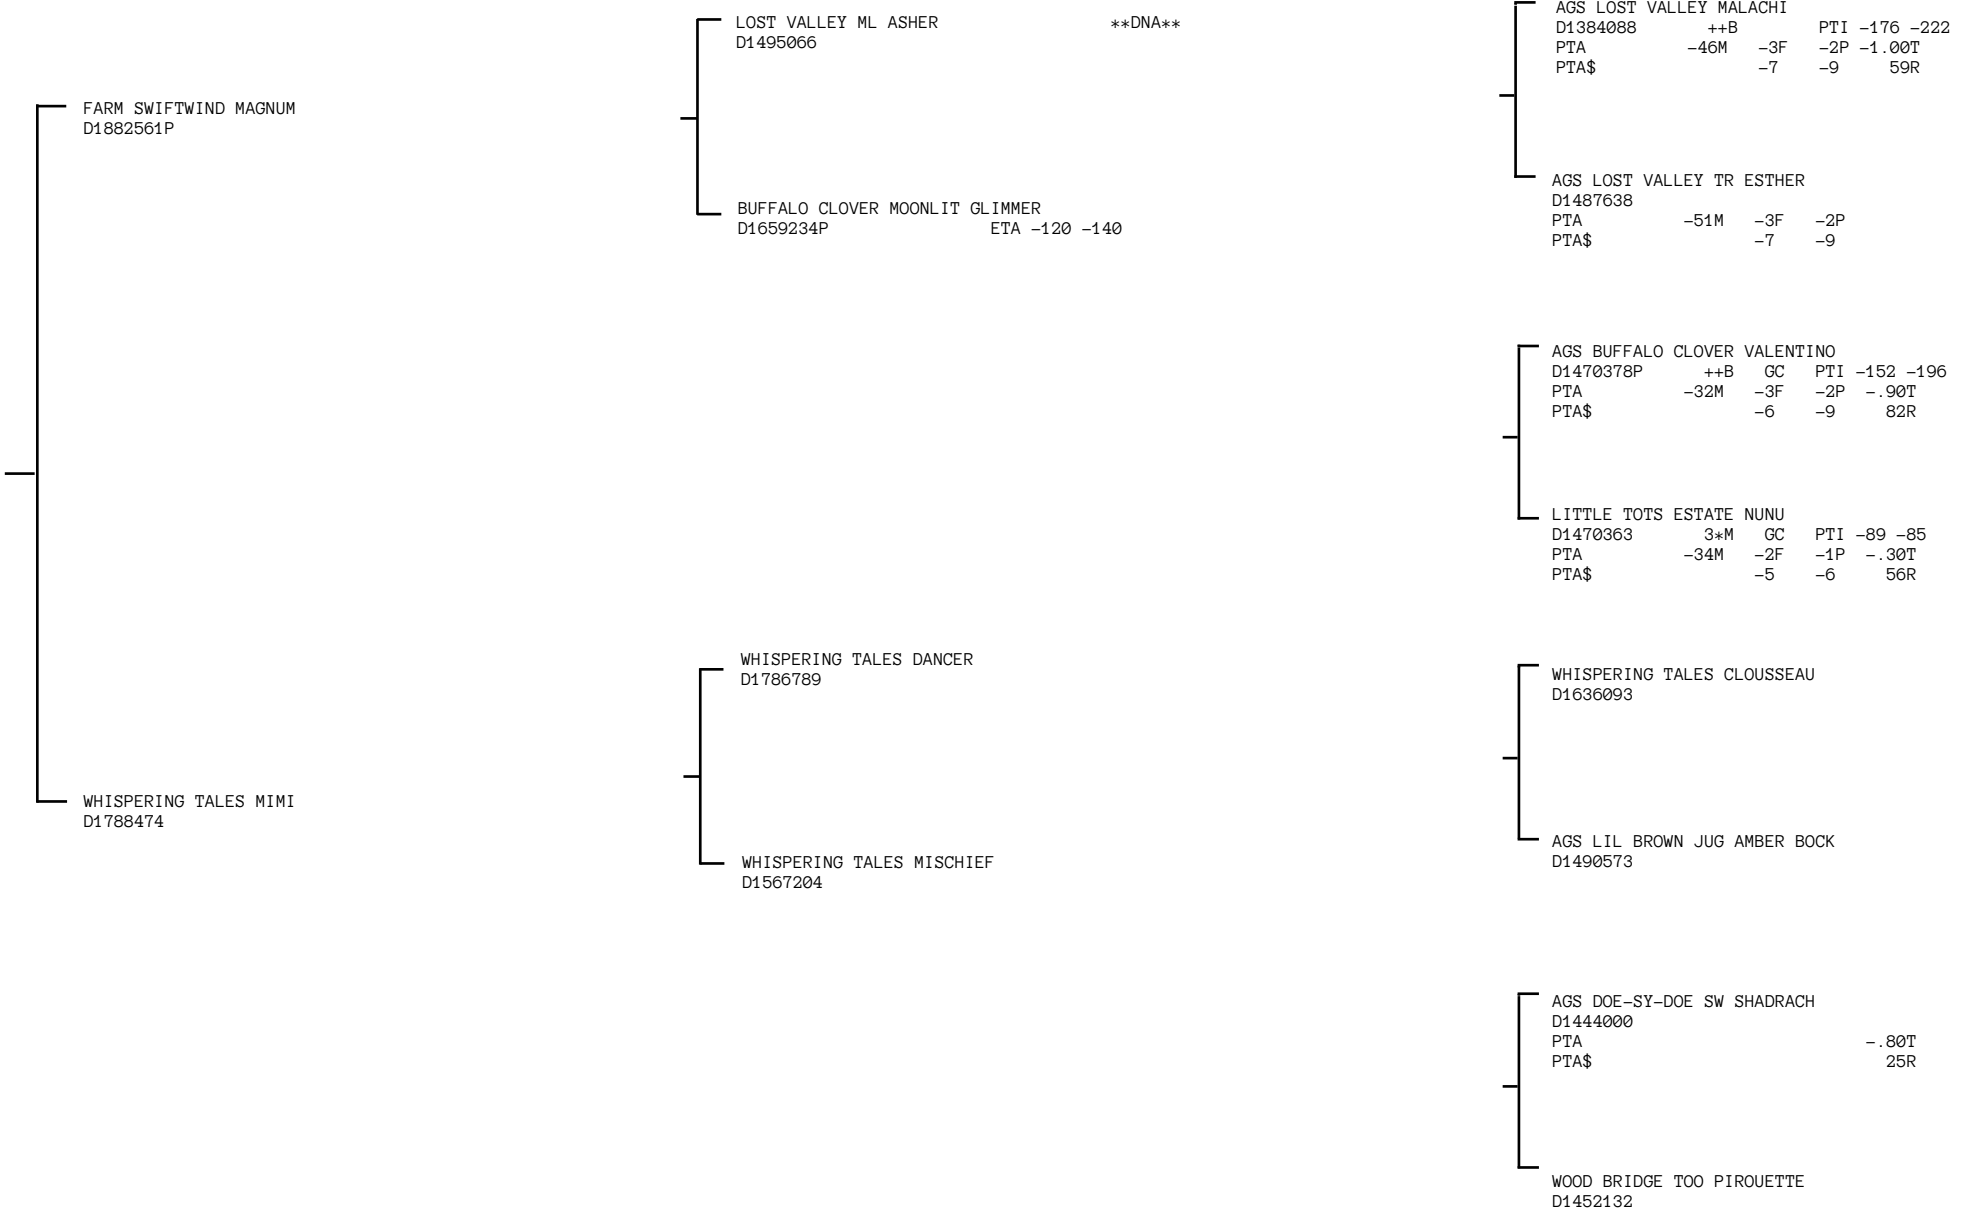 FARM SWIFTWIND MAGNUM
D1882561P
WHISPERING TALES MIMI
D1788474
LOST VALLEY ML ASHER **DNA**
D1495066
BUFFALO CLOVER MOONLIT GLIMMER
D1659234P ETA -120 -140
WHISPERING TALES DANCER
D1786789
WHISPERING TALES MISCHIEF
D1567204
AGS LOST VALLEY MALACHI
D1384088 ++B PTI -176 -222
PTA -46M -3F -2P -1.00T
PTA$ -7 -9 59R
AGS LOST VALLEY TR ESTHER
D1487638
PTA -51M -3F -2P
PTA$ -7 -9
AGS BUFFALO CLOVER VALENTINO
D1470378P ++B GC PTI -152 -196
PTA -32M -3F -2P -.90T
PTA$ -6 -9 82R
LITTLE TOTS ESTATE NUNU
D1470363 3*M GC PTI -89 -85
PTA -34M -2F -1P -.30T
PTA$ -5 -6 56R
WHISPERING TALES CLOUSSEAU
D1636093
AGS LIL BROWN JUG AMBER BOCK
D1490573
AGS DOE-SY-DOE SW SHADRACH
D1444000
PTA -.80T
PTA$ 25R
WOOD BRIDGE TOO PIROUETTE
D1452132